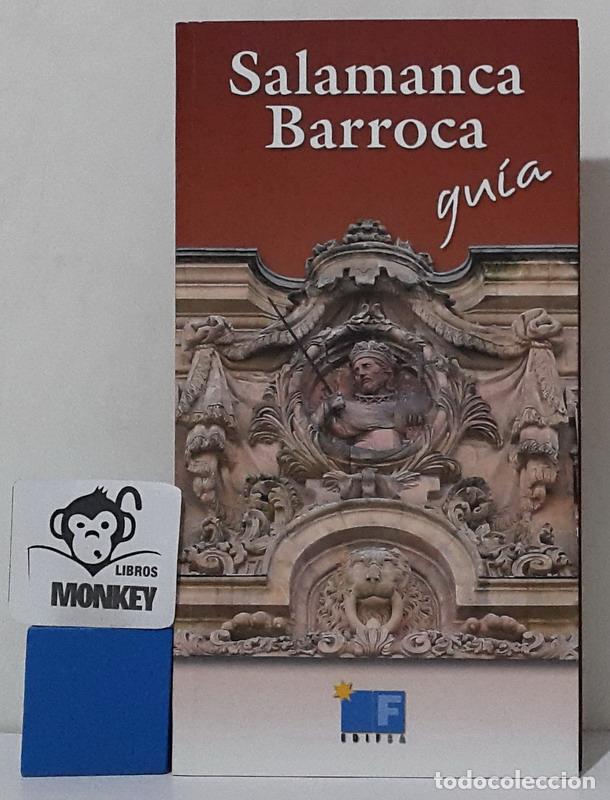 Salamanca
Barroca
guía
LIBROS
MONKEY
F
EDIFSA
todocoleccion